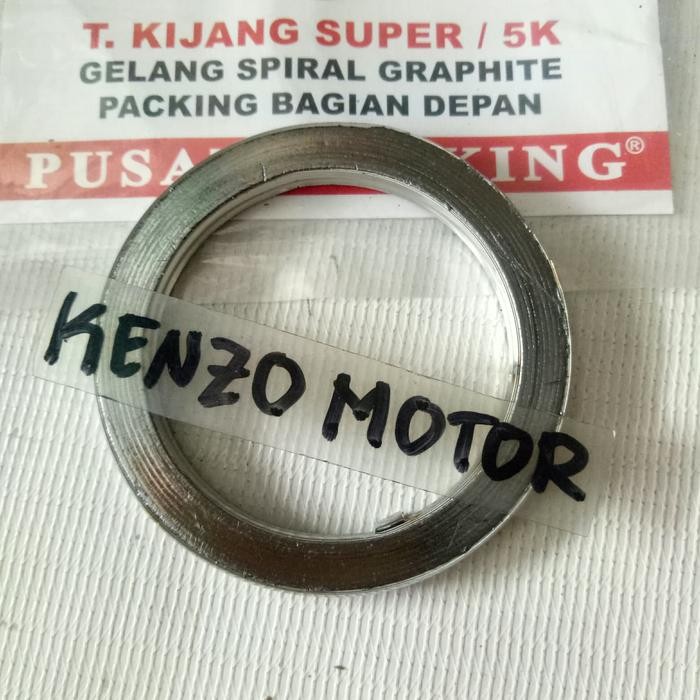 T. KIJANG SUPER / 5K
GELANG SPIRAL GRAPHITE
PACKING BAGIAN DEPAN
KENZO MOTOR